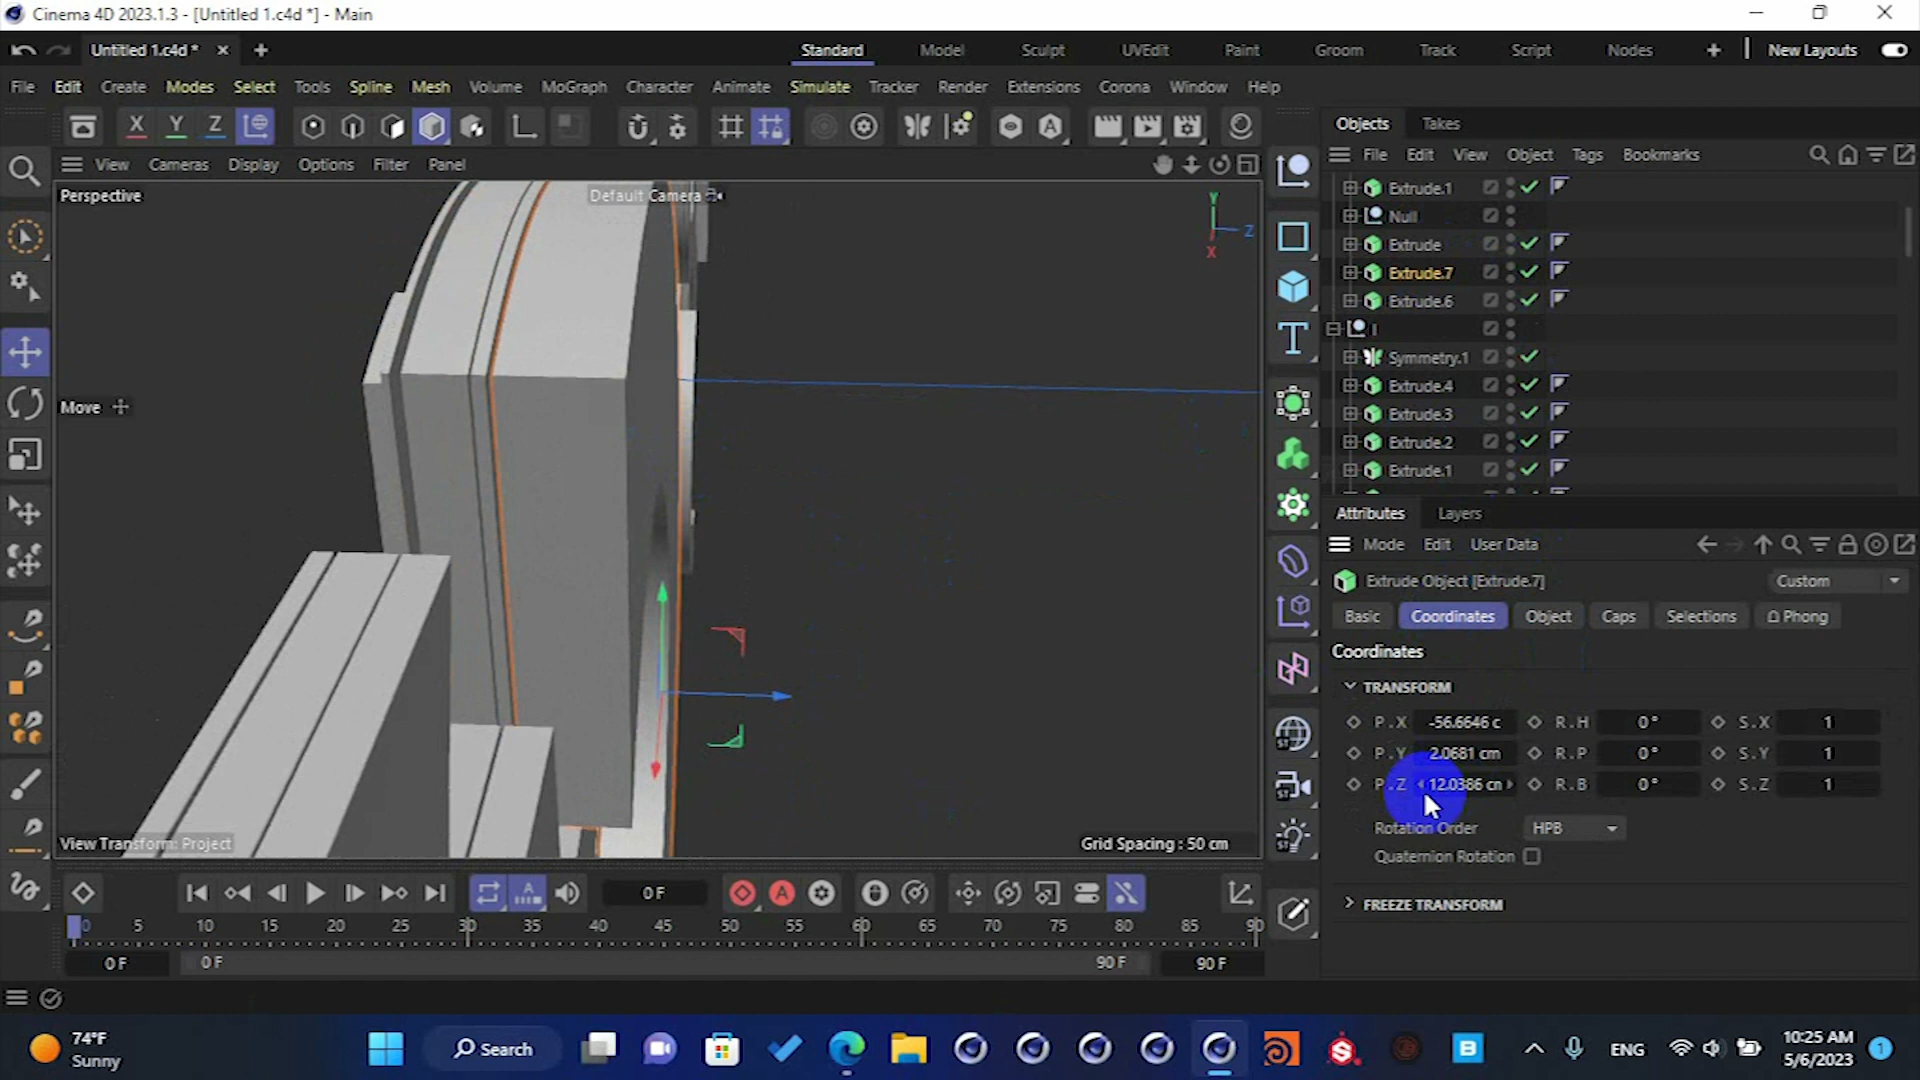 Cinema 4D 2023.1.3 - [Untitled 1.c4d *] - Main
Untitled 1.c4d * × +
Standard Model Sculpt UVEdit Paint Groom Track Script Nodes + New Layouts
File Edit Create Modes Select Tools Spline Mesh Volume MoGraph Character Animate Simulate Tracker Render Extensions Corona Window Help
X Y Z
View Cameras Display Options Filter Panel
Perspective
Default Camera
Y
Z
X
Move
View Transform: Project
Grid Spacing : 50 cm
Objects Takes
File Edit View Object Tags Bookmarks
Extrude.1
Null
Extrude
Extrude.7
Extrude.6
I
Symmetry.1
Extrude.4
Extrude.3
Extrude.2
Extrude.1
Attributes Layers
Mode Edit User Data
Extrude Object [Extrude.7] Custom
Basic Coordinates Object Caps Selections Phong
Coordinates
TRANSFORM
P.X -56.6646 c R.H 0° S.X 1
P.Y 2.0681 cm R.P 0° S.Y 1
P.Z 12.0386 cn R.B 0° S.Z 1
Rotation Order HPB
Quaternion Rotation
FREEZE TRANSFORM
0 F
0 5 10 15 20 25 30 35 40 45 50 55 60 65 70 75 80 85 90
0 F 0 F 90 F 90 F
74°F
Sunny
Search
ENG
10:25 AM
5/6/2023
1